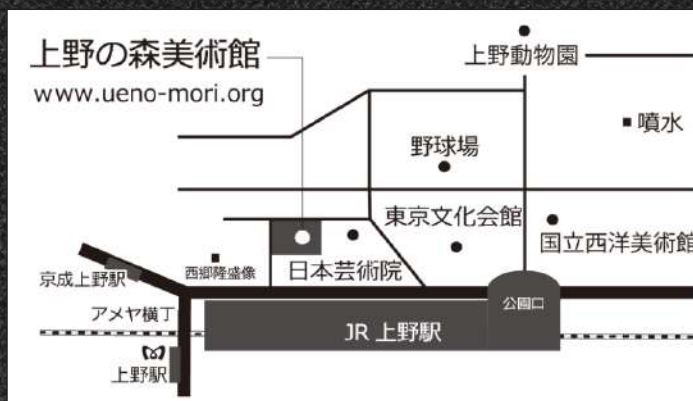 上野の森美術館
www.ueno-mori.org
上野動物園
噴水
野球場
東京文化会館
国立西洋美術館
西郷隆盛像
日本芸術院
京成上野駅
公園口
アメヤ横丁
JR 上野駅
上野駅